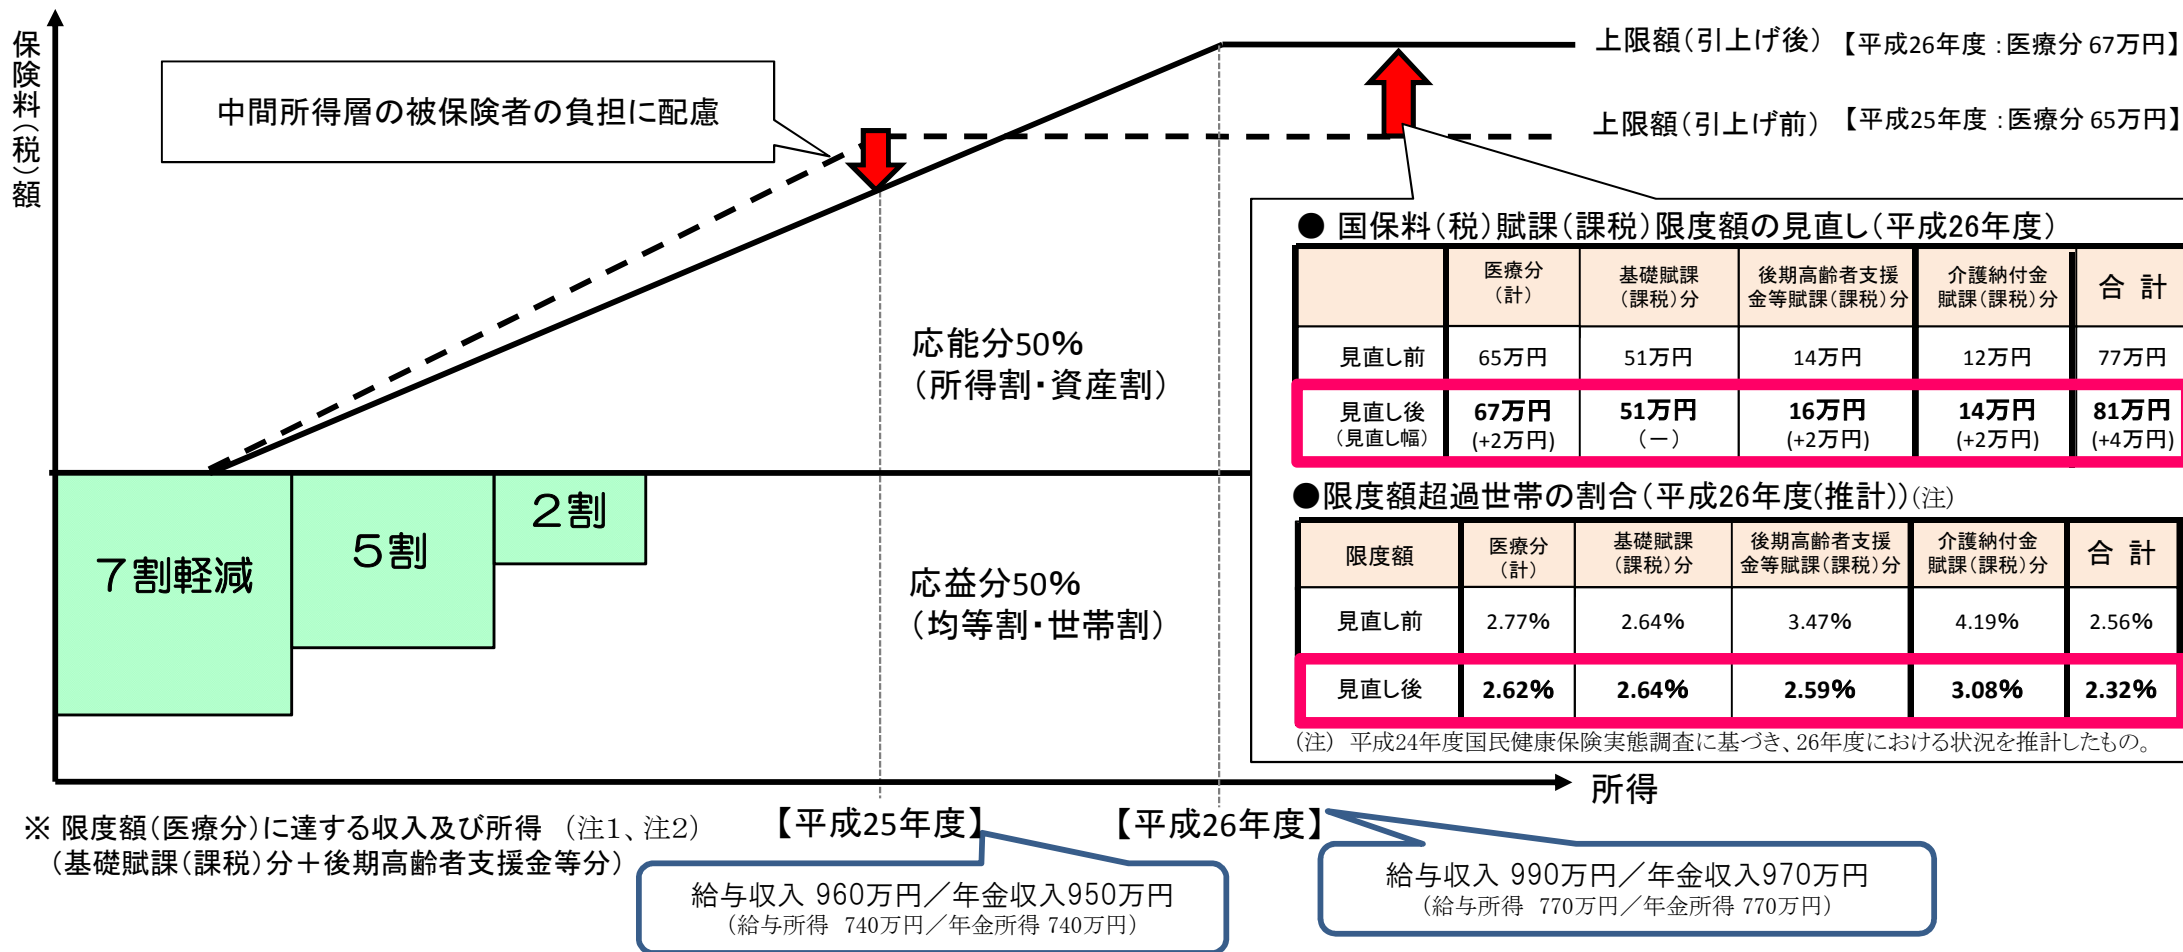 保険料(税)額
中間所得層の被保険者の負担に配慮
上限額(引上げ後) 【平成26年度:医療分 67万円】
上限額(引上げ前) 【平成25年度:医療分 65万円】
応能分50%
(所得割・資産割)
7割軽減
5割
2割
応益分50%
(均等割・世帯割)
● 国保料(税)賦課(課税)限度額の見直し(平成26年度)
医療分(計) 基礎賦課(課税)分 後期高齢者支援金等賦課(課税)分 介護納付金賦課(課税)分 合 計
見直し前 65万円 51万円 14万円 12万円 77万円
見直し後 67万円 51万円 16万円 14万円 81万円
(見直し幅) (+2万円) (-) (+2万円) (+2万円) (+4万円)
●限度額超過世帯の割合(平成26年度(推計))(注)
限度額 医療分(計) 基礎賦課(課税)分 後期高齢者支援金等賦課(課税)分 介護納付金賦課(課税)分 合 計
見直し前 2.77% 2.64% 3.47% 4.19% 2.56%
見直し後 2.62% 2.64% 2.59% 3.08% 2.32%
(注) 平成24年度国民健康保険実態調査に基づき、26年度における状況を推計したもの。
所得
※ 限度額(医療分)に達する収入及び所得 (注1、注2)
(基礎賦課(課税)分+後期高齢者支援金等分)
【平成25年度】
【平成26年度】
給与収入 960万円/年金収入950万円
(給与所得 740万円/年金所得 740万円)
給与収入 990万円/年金収入970万円
(給与所得 770万円/年金所得 770万円)